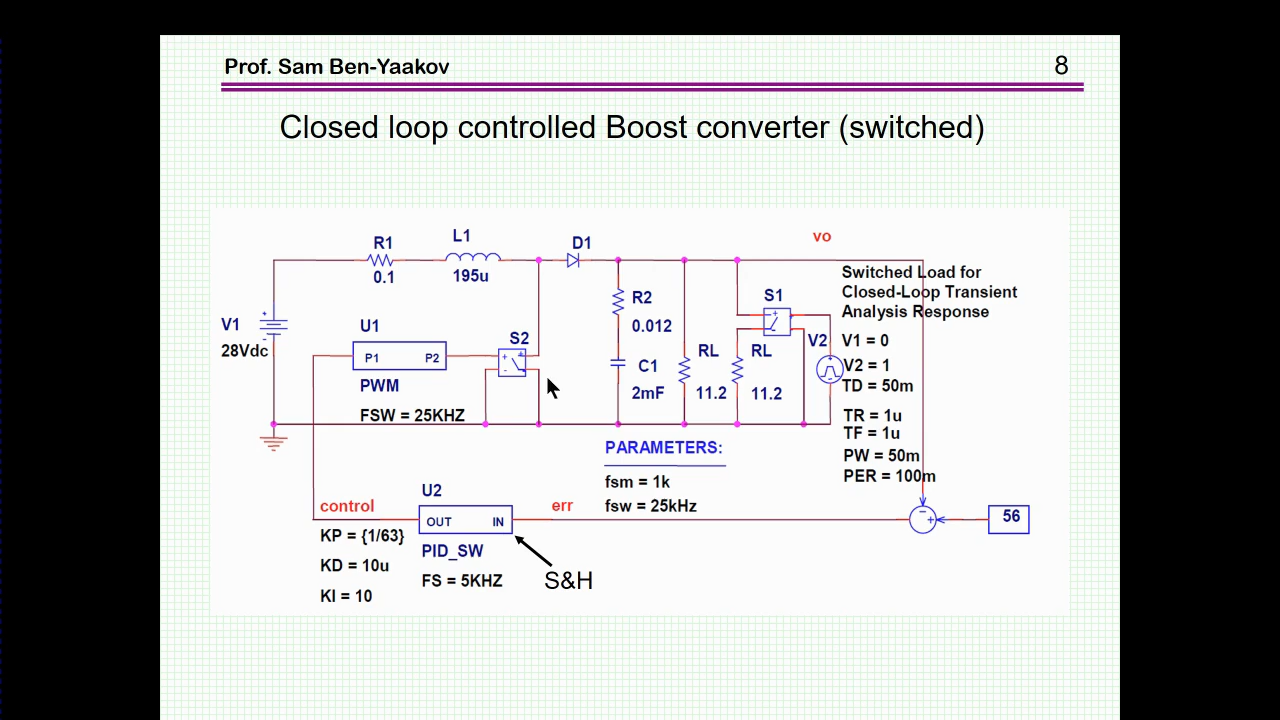 Prof. Sam Ben-Yaakov
8
Closed loop controlled Boost converter (switched)
R1
0.1
L1
195u
D1
vo
V1
28Vdc
U1
P1 P2
PWM
FSW = 25KHZ
S2
R2
0.012
C1
2mF
RL
11.2
RL
11.2
S1
V2
Switched Load for
Closed-Loop Transient
Analysis Response
V1 = 0
V2 = 1
TD = 50m
TR = 1u
TF = 1u
PW = 50m
PER = 100m
PARAMETERS:
fsm = 1k
fsw = 25kHz
control
KP = {1/63}
KD = 10u
KI = 10
U2
OUT IN
PID_SW
FS = 5KHZ
err
S&H
56